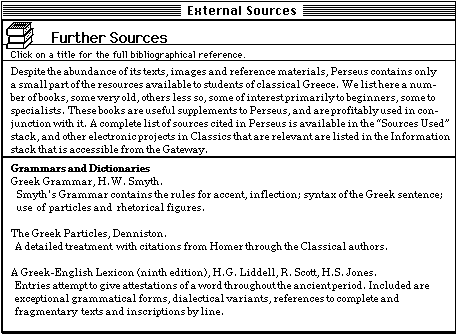 External Sources
Further Sources
Click on a title for the full bibliographical reference.
Despite the abundance of its texts, images and reference materials, Perseus contains only
a small part of the resources available to students of classical Greece. We list here a num-
ber of books, some very old, others less so, some of interest primarily to beginners, some to
specialists. These books are useful supplements to Perseus, and are profitably used in con-
junction with it. A complete list of sources cited in Perseus is available in the “Sources Used”
stack, and other electronic projects in Classics that are relevant are listed in the Information
stack that is accessible from the Gateway.
Grammars and Dictionaries
Greek Grammar, H. W. Smyth.
Smyth's Grammar contains the rules for accent, inflection; syntax of the Greek sentence;
use of particles and rhetorical figures.
The Greek Particles, Denniston.
A detailed treatment with citations from Homer through the Classical authors.
A Greek-English Lexicon (ninth edition), H.G. Liddell, R. Scott, H.S. Jones.
Entries attempt to give attestations of a word throughout the ancient period. Included are
exceptional grammatical forms, dialectical variants, references to complete and
fragmentary texts and inscriptions by line.